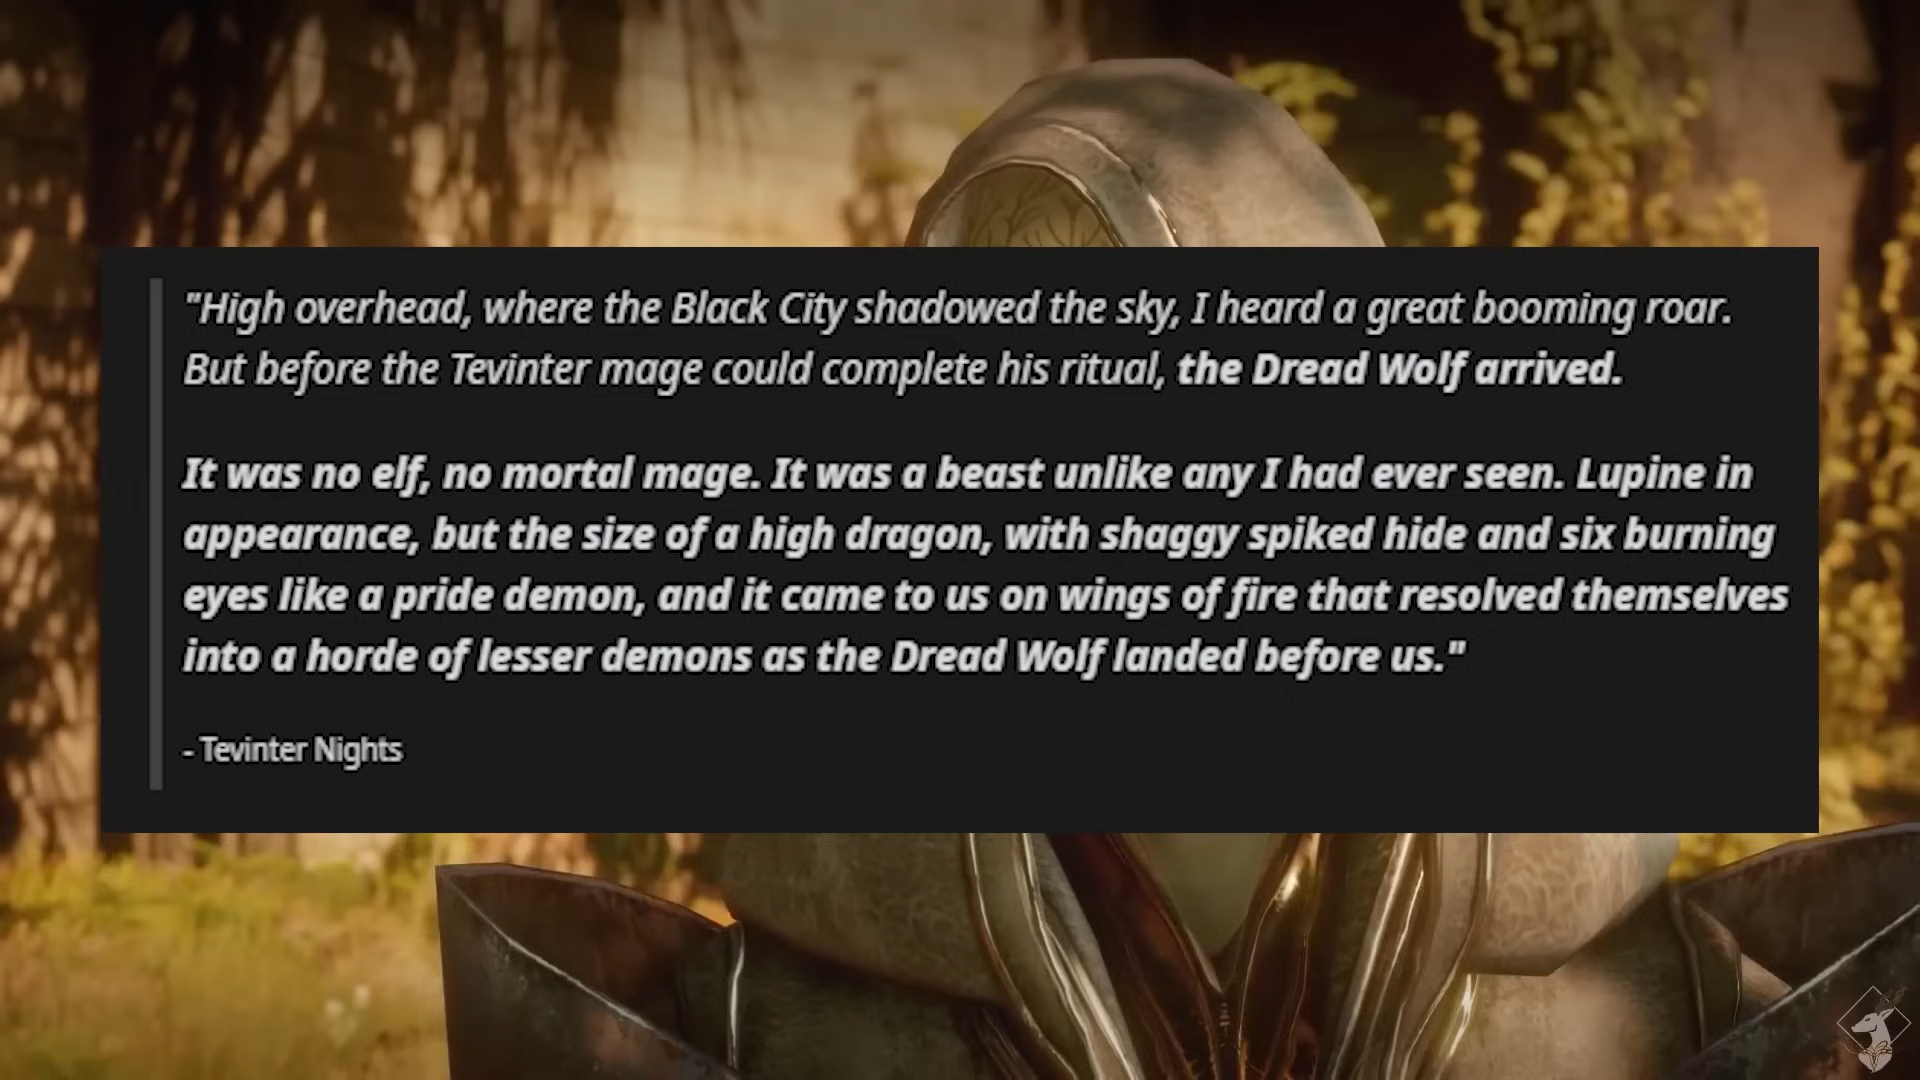 "High overhead, where the Black City shadowed the sky, I heard a great booming roar.
But before the Tevinter mage could complete his ritual, the Dread Wolf arrived.
It was no elf, no mortal mage. It was a beast unlike any I had ever seen. Lupine in
appearance, but the size of a high dragon, with shaggy spiked hide and six burning
eyes like a pride demon, and it came to us on wings of fire that resolved themselves
into a horde of lesser demons as the Dread Wolf landed before us."
- Tevinter Nights